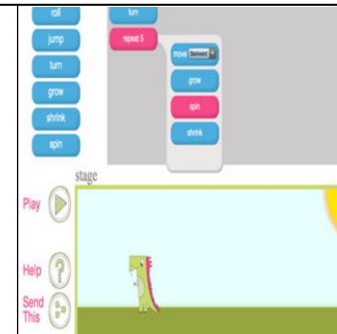 roll
turn
jump
repeat 5
move
turn
grow
grow
spin
shrink
shrink
spin
stage
Play
Help
Send
This